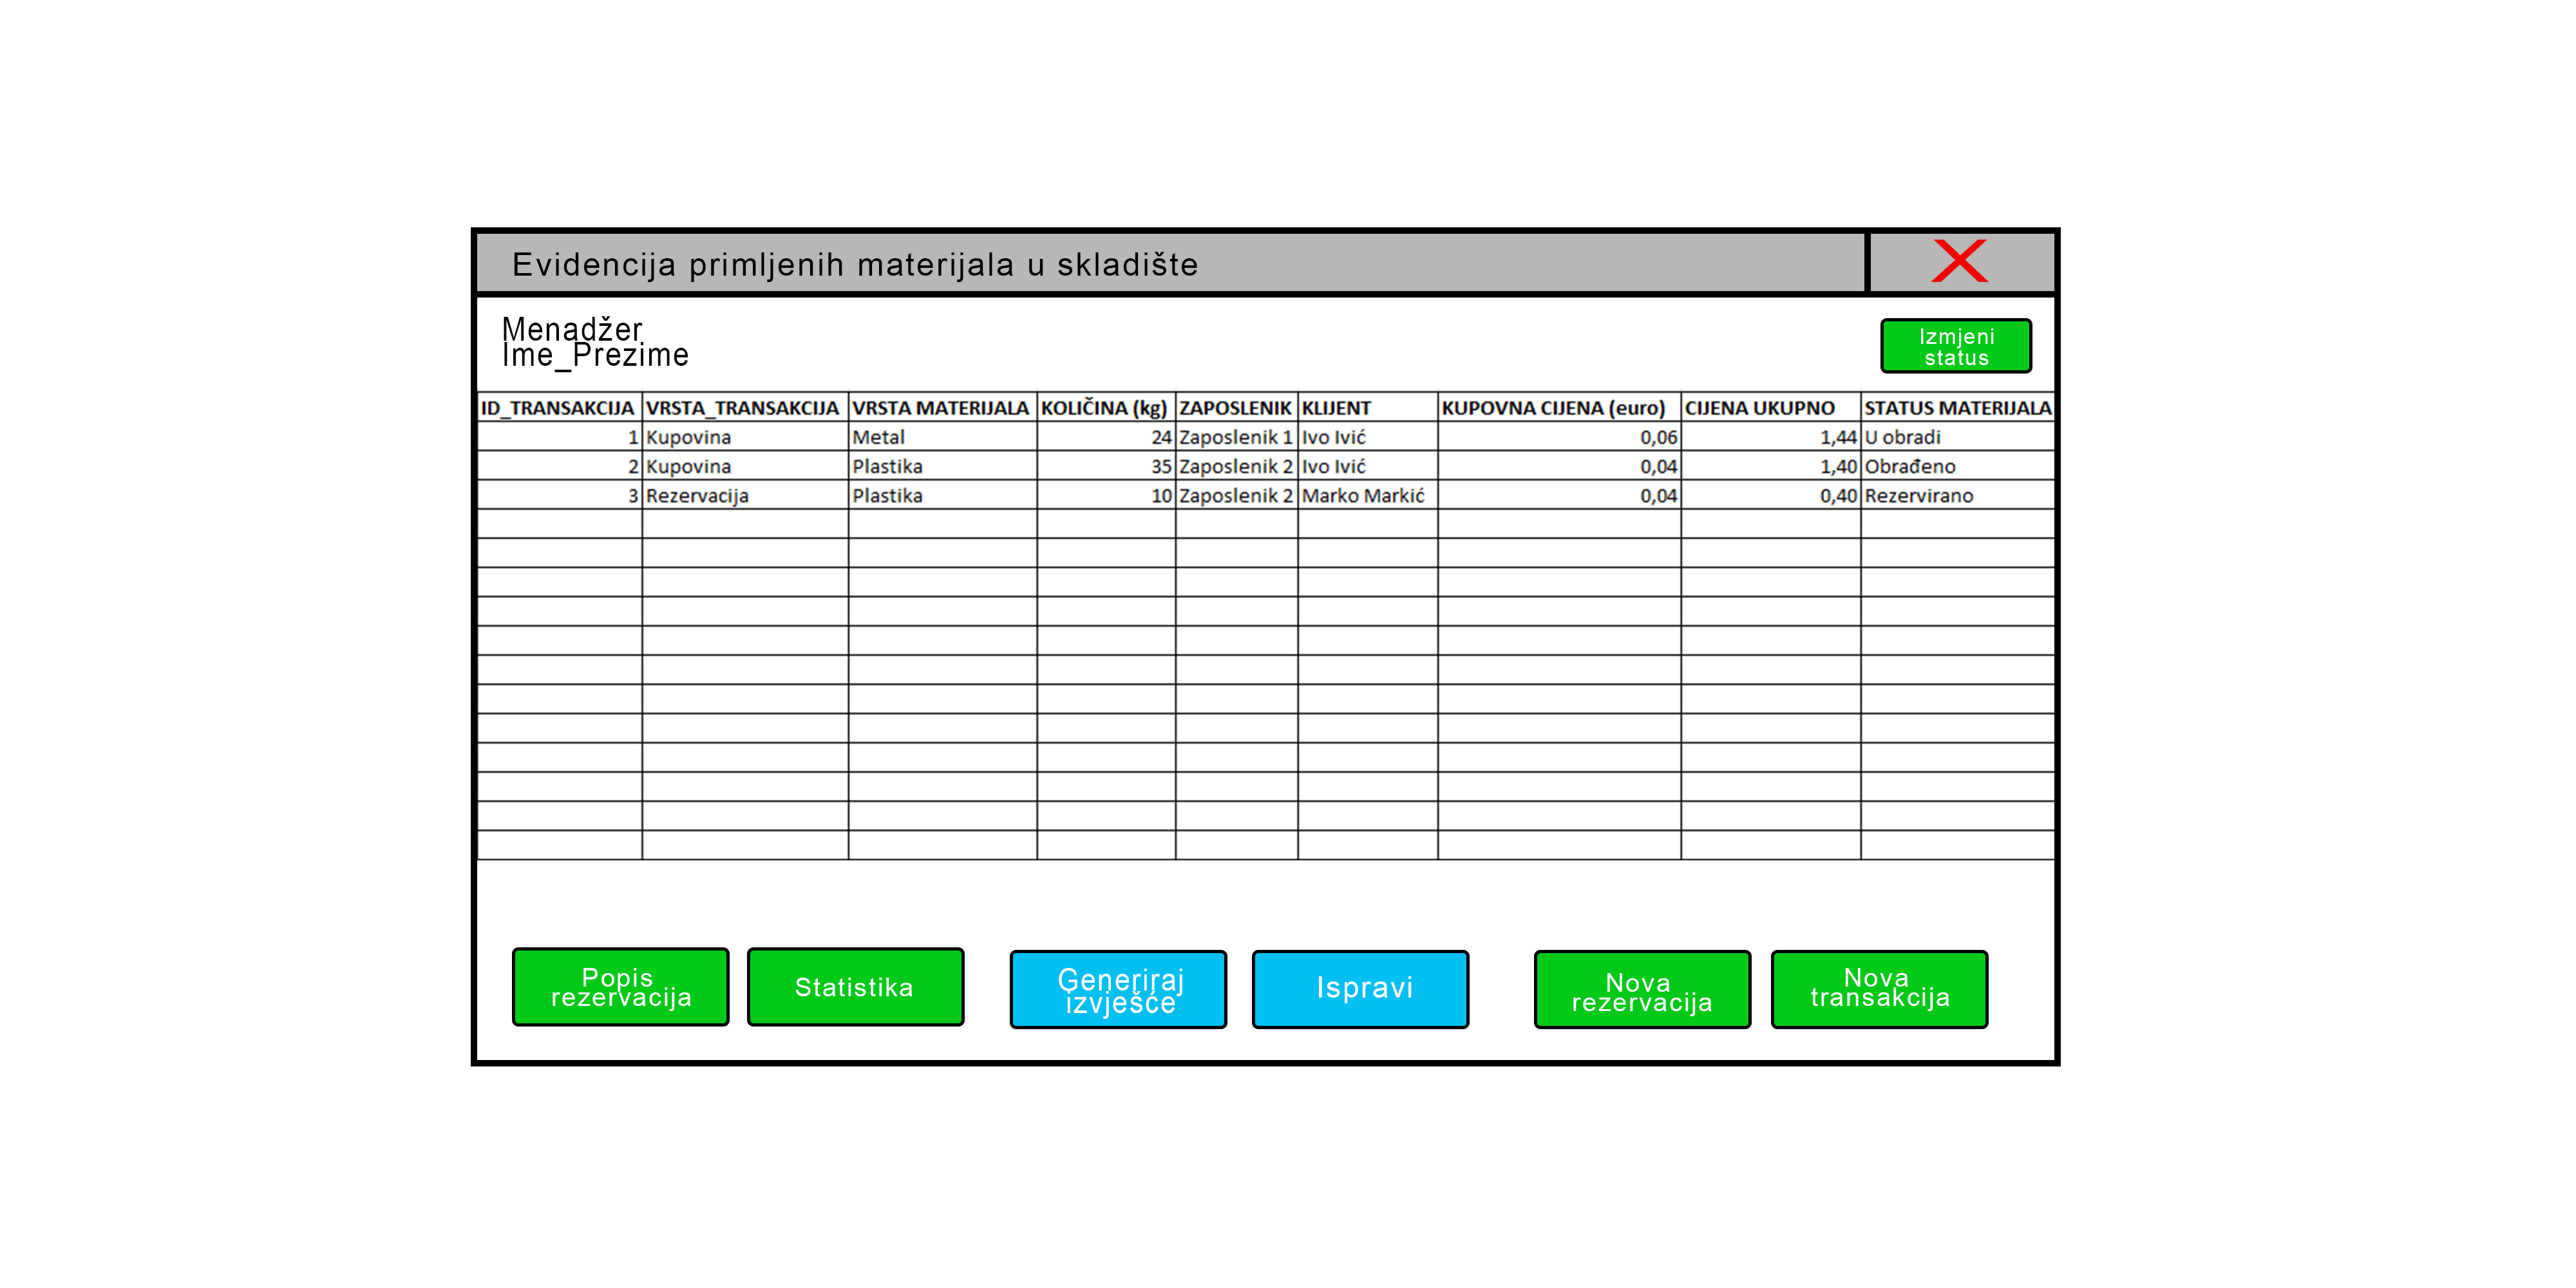 Evidencija primljenih materijala u skladište
Menadžer
Ime_Prezime
Izmjeni
status
ID_TRANSAKCIJA VRSTA_TRANSAKCIJA VRSTA MATERIJALA KOLIČINA (kg) ZAPOSLENIK KLIJENT KUPOVNA CIJENA (euro) CIJENA UKUPNO STATUS MATERIJALA
1 Kupovina Metal 24 Zaposlenik 1 Ivo Ivić 0,06 1,44 U obradi
2 Kupovina Plastika 35 Zaposlenik 2 Ivo Ivić 0,04 1,40 Obrađeno
3 Rezervacija Plastika 10 Zaposlenik 2 Marko Markić 0,04 0,40 Rezervirano
Popis
rezervacija
Statistika
Generiraj
izvješće
Ispravi
Nova
rezervacija
Nova
transakcija